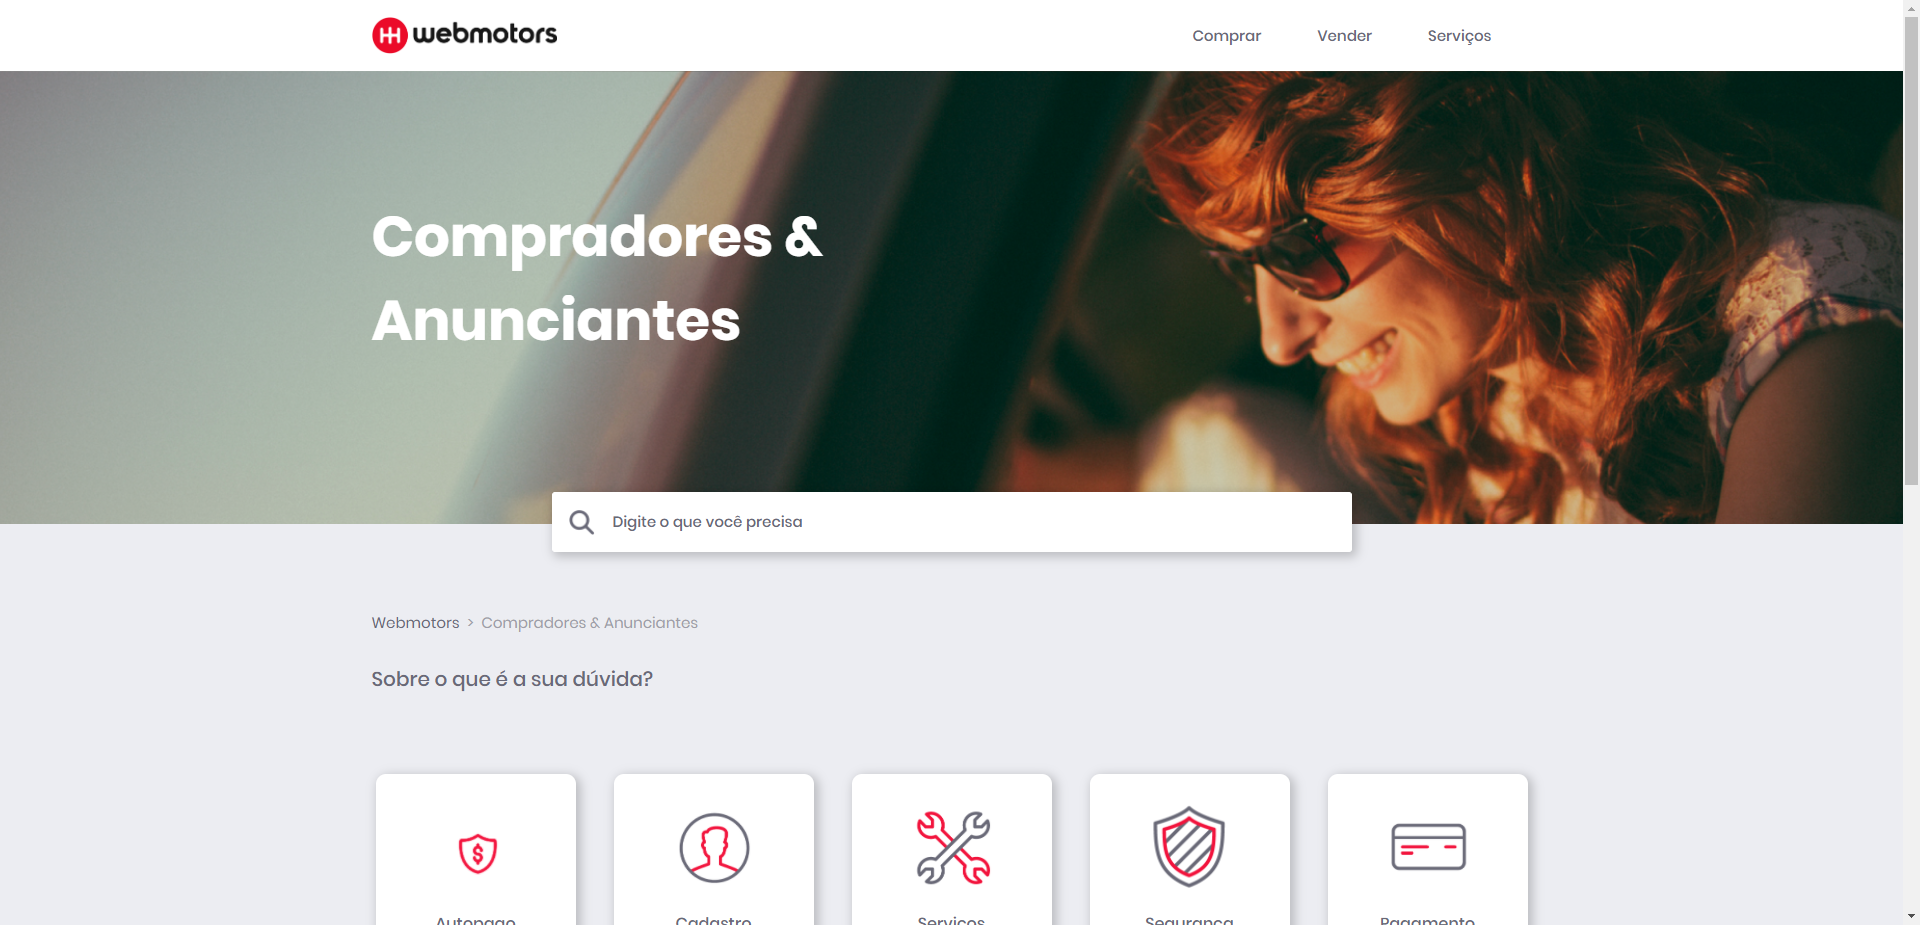 webmotors
Comprar
Vender
Serviços
Compradores &
Anunciantes
Digite o que você precisa
Webmotors > Compradores & Anunciantes
Sobre o que é a sua dúvida?
Autopago
Cadastro
Serviços
Segurança
Pagamento